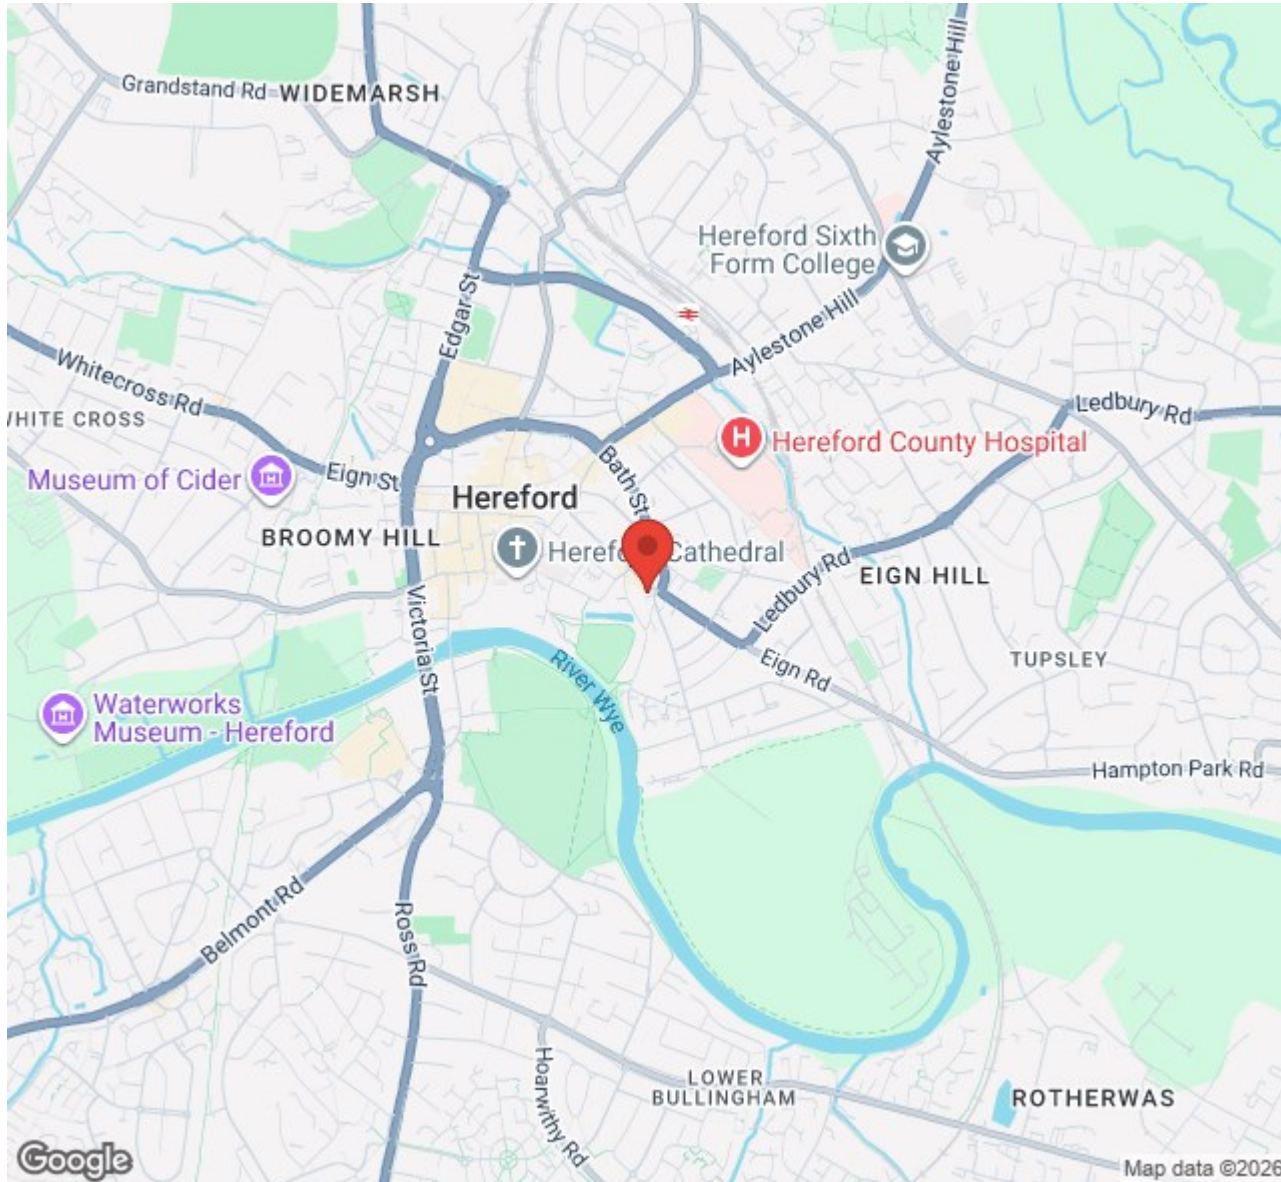 Grandstand Rd
WIDEMARSH
Aylestone Hill
Hereford Sixth
Form College
Edgar St
Aylestone Hill
Whitecross Rd
WHITE CROSS
Ledbury Rd
Hereford County Hospital
Museum of Cider
Eign St
Bath St
Hereford
BROOMY HILL
Hereford Cathedral
Ledbury Rd
EIGN HILL
Victoria St
River Wye
Eign Rd
TUPSLEY
Waterworks
Museum - Hereford
Hampton Park Rd
Belmont Rd
Ross Rd
Hoarwithy Rd
LOWER
BULLINGHAM
ROTHERWAS
Google
Map data ©2026